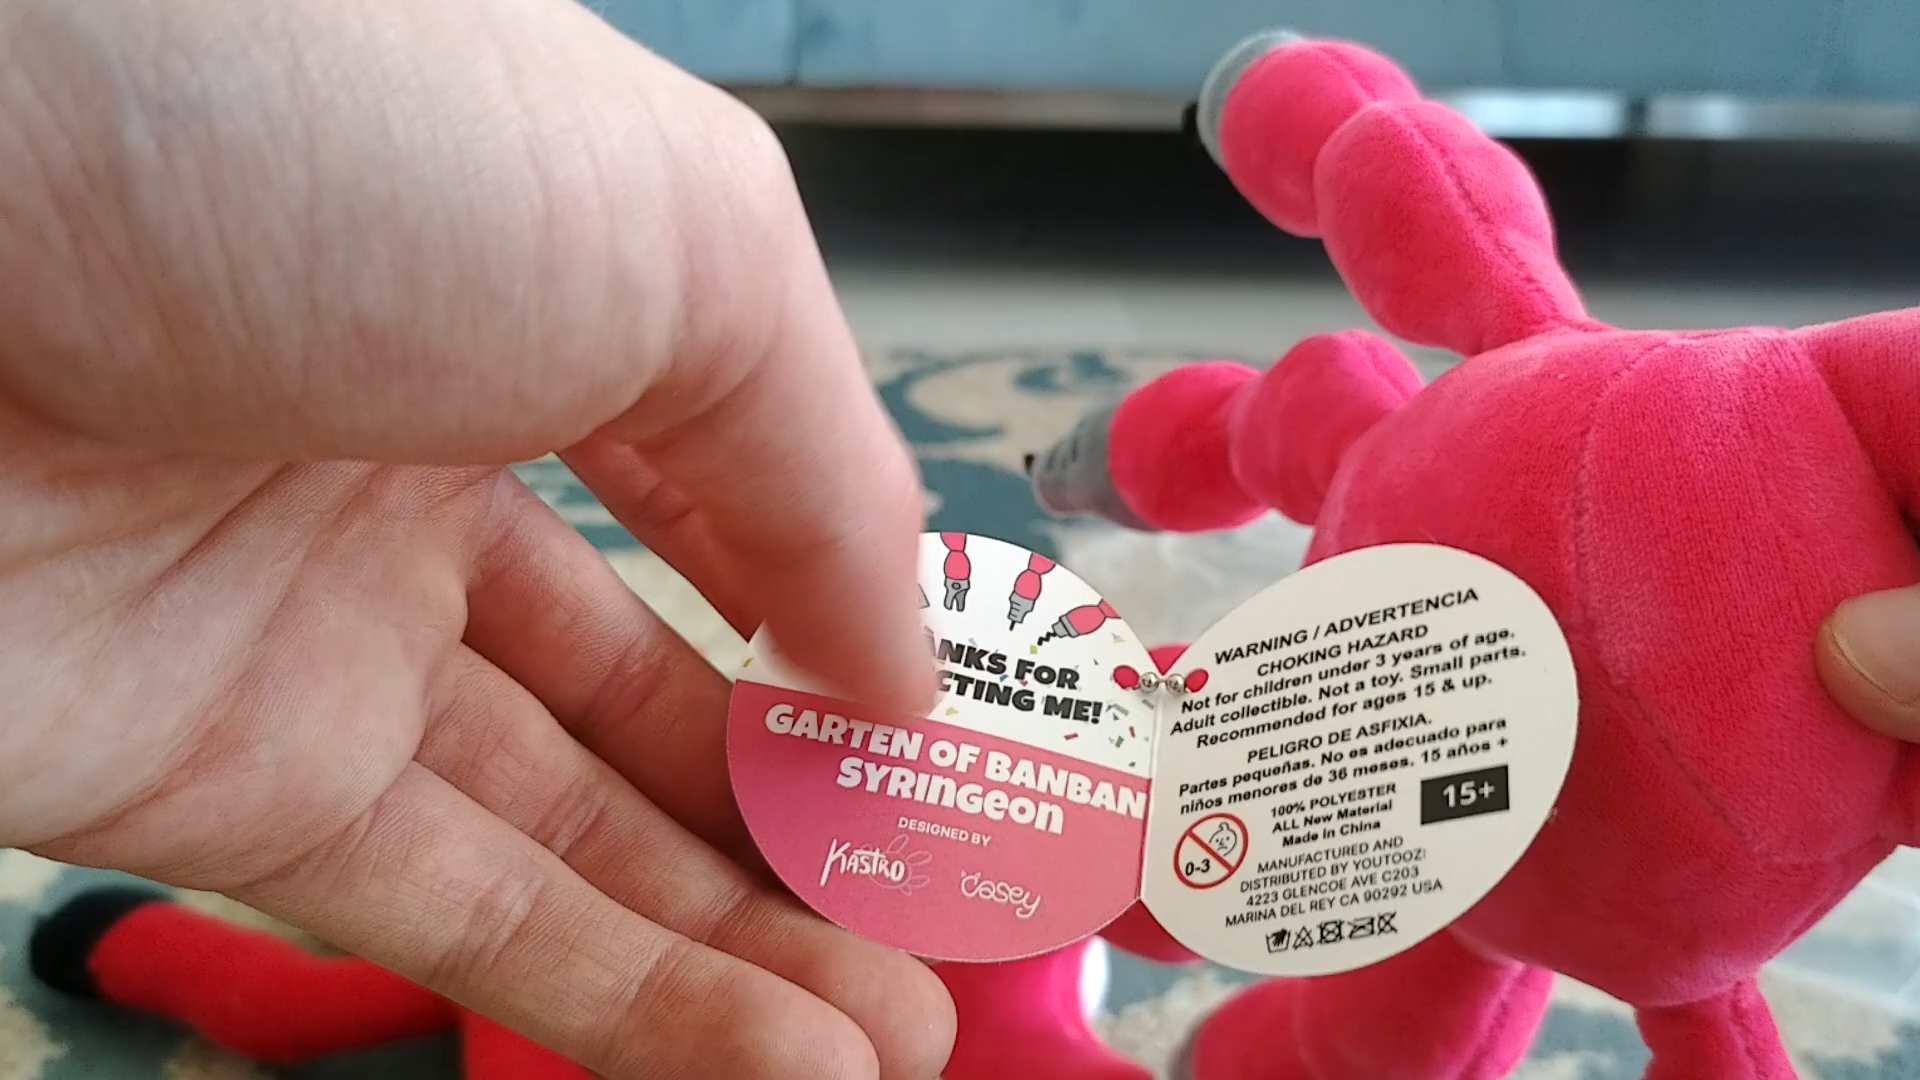 NKS FOR
CTING ME!
GARTEN OF BANBAN
SYRINGEON
DESIGNED BY
KASTRO
Casey
WARNING / ADVERTENCIA
CHOKING HAZARD
Not for children under 3 years of age.
Adult collectible. Not a toy. Small parts.
Recommended for ages 15 & up.
PELIGRO DE ASFIXIA.
Partes pequeñas. No es adecuado para
niños menores de 36 meses. 15 años +
100% POLYESTER
ALL New Material
Made in China
15+
0-3
MANUFACTURED AND
DISTRIBUTED BY YOUTOOZ
4223 GLENCOE AVE C203
MARINA DEL REY CA 90292 USA